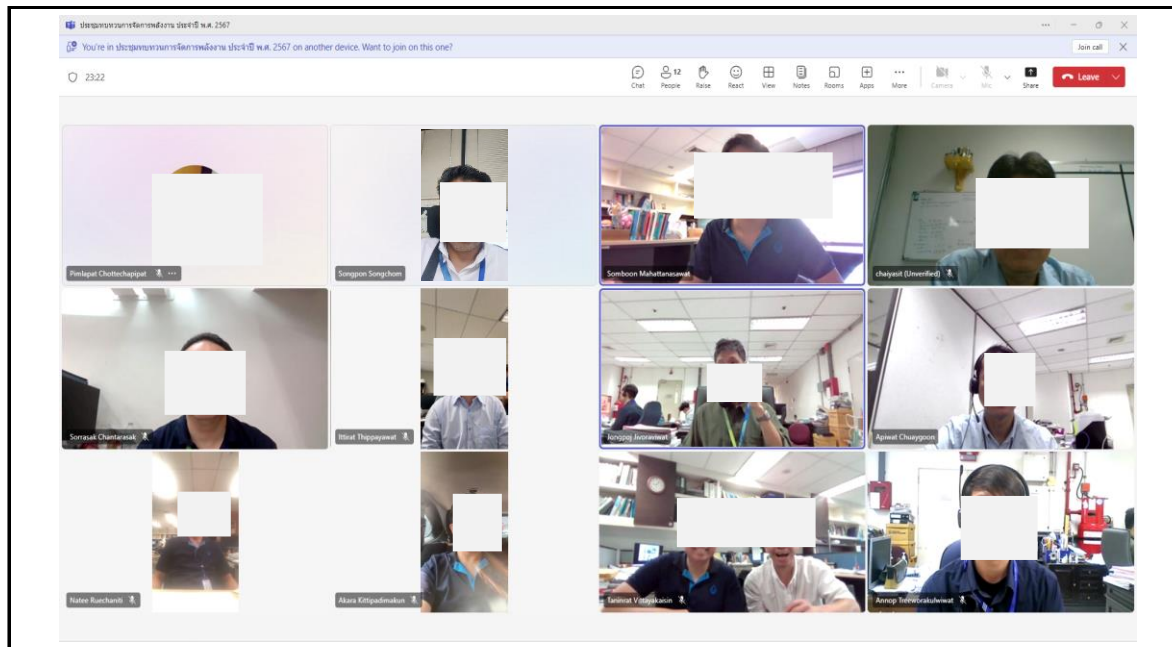 ประชุมทบทวนการจัดการพลังงาน ประจำปี พ.ศ. 2567
You're in ประชุมทบทวนการจัดการพลังงาน ประจำปี พ.ศ. 2567 on another device. Want to join on this one?
Join call
23:22
12
Chat People Raise React View Notes Rooms Apps More Camera Mic Share Leave
Pimlapat Chottechapipat
Songpon Songchom
Somboon Mahattanasawat
chaiyasit (Unverified)
Sorrasak Chantarasak
Ittirat Thippayawat
Jongpoj Jivoraviwat
Apiwat Chuaygoon
Natee Ruechaniti
Akara Kittipadimakun
Taninrat Votayakaisin
Annop Treeworakulwiwat